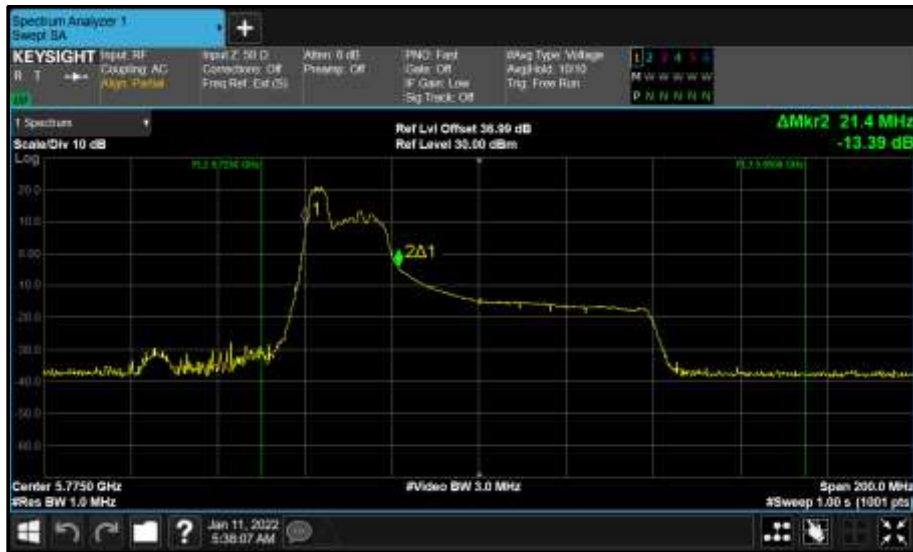 Spectrum Analyzer 1
Swept SA
+
KEYSIGHT
R T
Input: RF
Coupling: AC
Align: Partial
Input Z: 50 Ω
Corrections: Off
Freq Ref: Ext (S)
Atten: 6 dB
Preamp: Off
PNO: Fast
Gate: Off
IF Gain: Low
Sig Track: Off
#Avg Type: Voltage
Avg|Hold: 10/10
Trig: Free Run
1 2 3 4 5 6
M W W W W W
P N N N N N
1 Spectrum
Scale/Div 10 dB
Log
Ref Lvl Offset 36.99 dB
Ref Level 30.00 dBm
ΔMkr2 21.4 MHz
-13.39 dB
20.0
10.0
0.00
-10.0
-20.0
-30.0
-40.0
-50.0
-60.0
1
2Δ1
Center 5.7750 GHz
#Res BW 1.0 MHz
#Video BW 3.0 MHz
Span 200.0 MHz
#Sweep 1.00 s (1001 pts)
?
Jan 11, 2022
5:38:07 AM